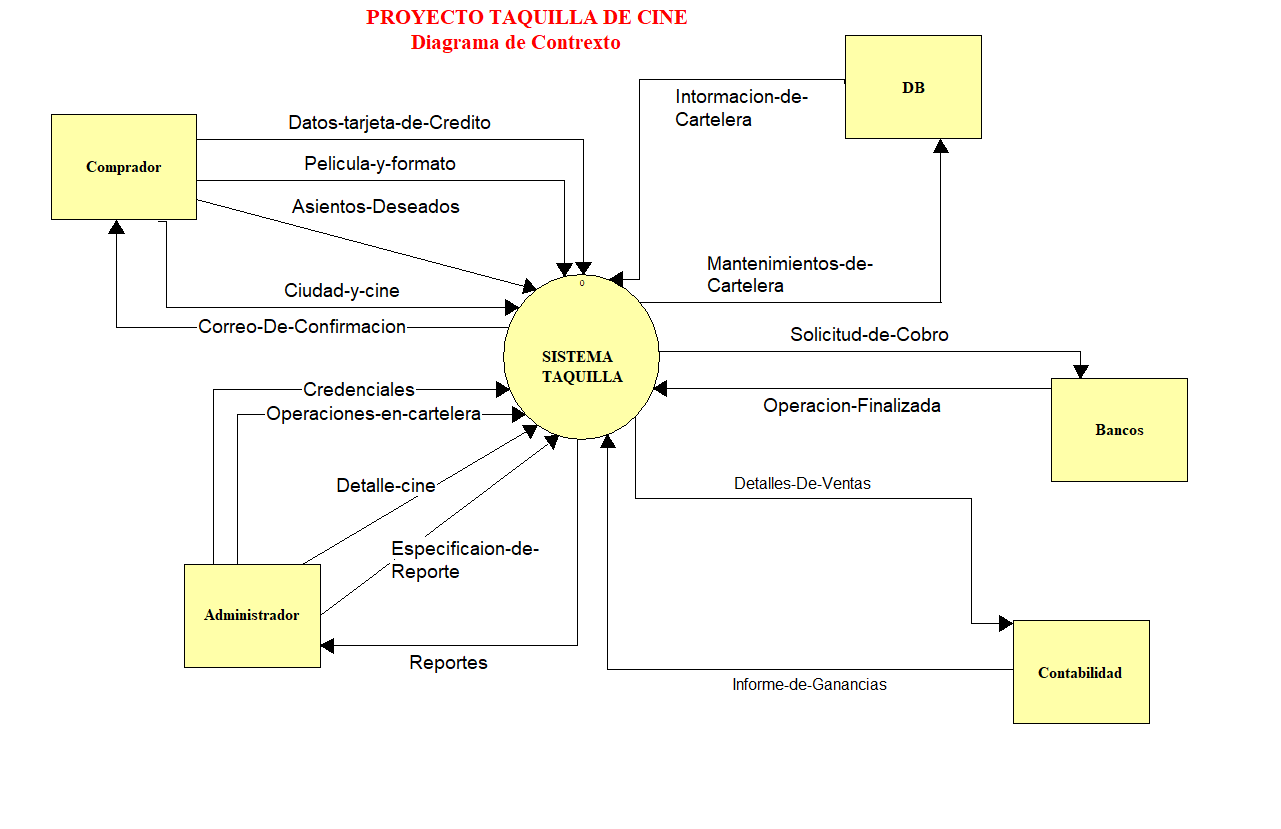 PROYECTO TAQUILLA DE CINE
Diagrama de Contrexto
DB
Intormacion-de-
Cartelera
Datos-tarjeta-de-Credito
Comprador
Pelicula-y-formato
Asientos-Deseados
Mantenimientos-de-
Cartelera
0
Ciudad-y-cine
Correo-De-Confirmacion
Solicitud-de-Cobro
SISTEMA
TAQUILLA
Credenciales
Operaciones-en-cartelera
Operacion-Finalizada
Bancos
Detalle-cine
Detalles-De-Ventas
Especificaion-de-
Reporte
Administrador
Reportes
Contabilidad
Informe-de-Ganancias